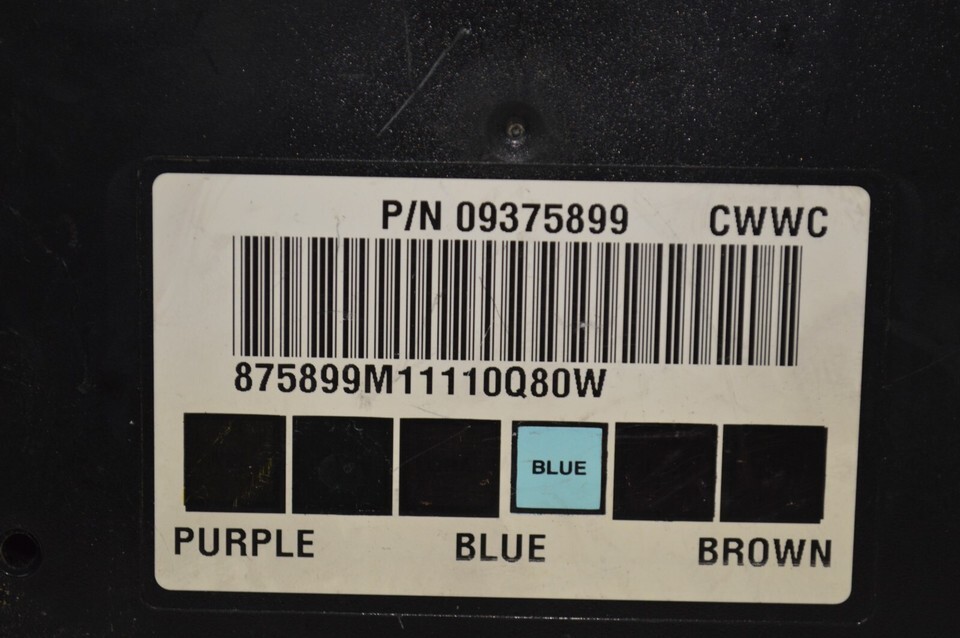 P/N 09375899 CWWC
875899M11110Q80W
BLUE
PURPLE BLUE BROWN